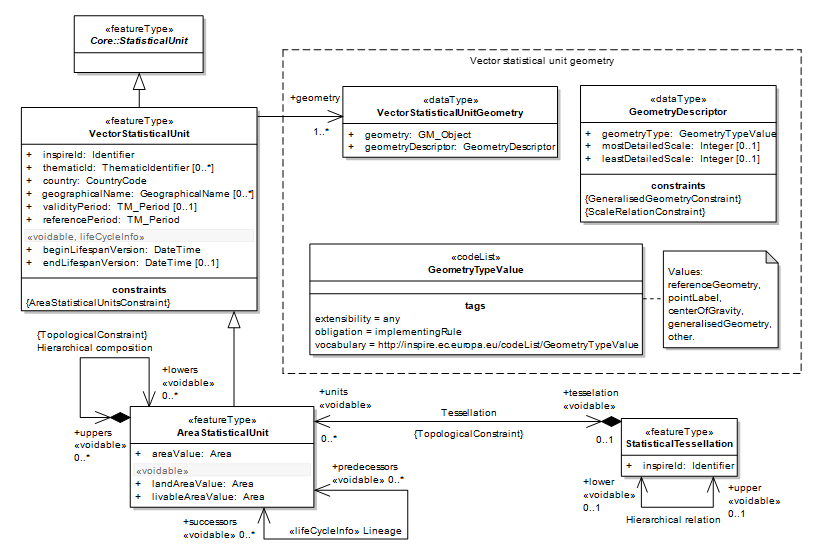 «featureType»
Core::StatisticalUnit
Vector statistical unit geometry
«featureType»
VectorStatisticalUnit
+ inspireId: Identifier
+ thematicId: ThematicIdentifier [0..*]
+ country: CountryCode
+ geographicalName: GeographicalName [0..*]
+ validityPeriod: TM_Period [0..1]
+ referencePeriod: TM_Period
«voidable, lifeCycleInfo»
+ beginLifespanVersion: DateTime
+ endLifespanVersion: DateTime [0..1]
constraints
{AreaStatisticalUnitsConstraint}
+geometry
1..*
«dataType»
VectorStatisticalUnitGeometry
+ geometry: GM_Object
+ geometryDescriptor: GeometryDescriptor
«dataType»
GeometryDescriptor
+ geometryType: GeometryTypeValue
+ mostDetailedScale: Integer [0..1]
+ leastDetailedScale: Integer [0..1]
constraints
{GeneralisedGeometryConstraint}
{ScaleRelationConstraint}
«codeList»
GeometryTypeValue
tags
extensibility = any
obligation = implementingRule
vocabulary = http://inspire.ec.europa.eu/codeList/GeometryTypeValue
Values:
referenceGeometry,
pointLabel,
centerOfGravity,
generalisedGeometry,
other.
{TopologicalConstraint}
Hierarchical composition
+lowers
«voidable»
0..*
+uppers
«voidable»
0..*
«featureType»
AreaStatisticalUnit
+ areaValue: Area
«voidable»
+ landAreaValue: Area
+ livableAreaValue: Area
+units
«voidable»
0..*
Tessellation
{TopologicalConstraint}
+tesselation
«voidable»
0..1
«featureType»
StatisticalTessellation
+ inspireId: Identifier
+predecessors
«voidable» 0..*
+successors
«voidable» 0..*
«lifeCycleInfo» Lineage
+lower
«voidable»
0..1
+upper
«voidable»
0..1
Hierarchical relation